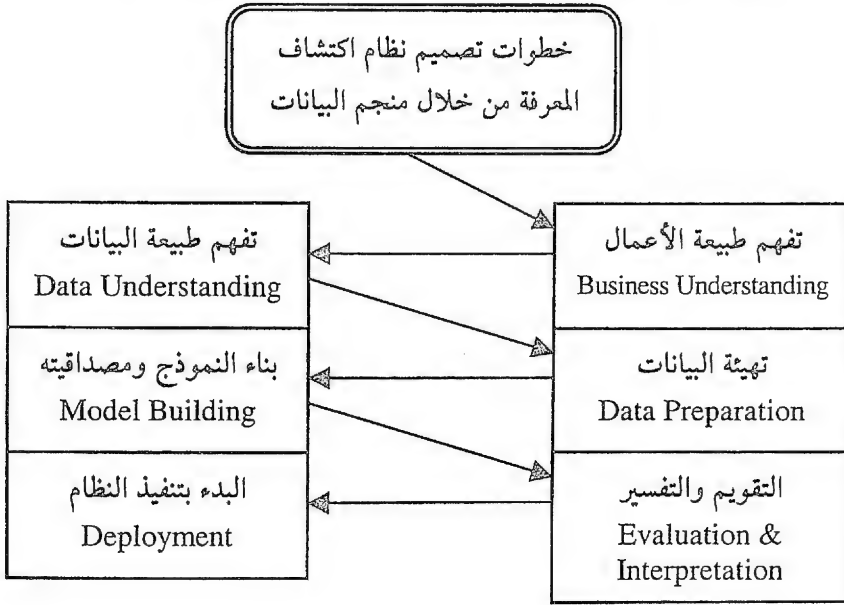 خطوات تصميم نظام اكتشاف
المعرفة من خلال منجم البيانات
تفهم طبيعة الأعمال
Business Understanding
تفهم طبيعة البيانات
Data Understanding
تهيئة البيانات
Data Preparation
بناء النموذج ومصداقيته
Model Building
التقويم والتفسير
Evaluation &
Interpretation
البدء بتنفيذ النظام
Deployment